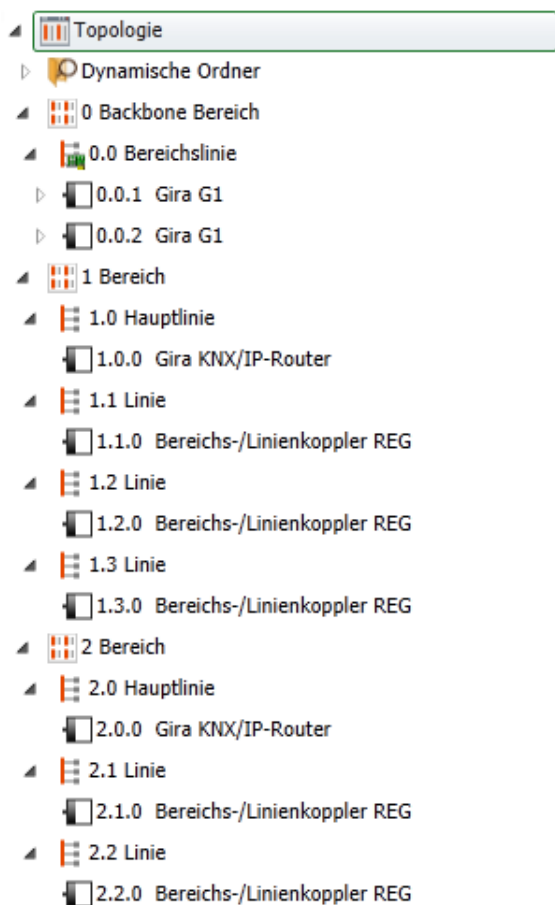 Topologie
Dynamische Ordner
0 Backbone Bereich
0.0 Bereichslinie
0.0.1 Gira G1
0.0.2 Gira G1
1 Bereich
1.0 Hauptlinie
1.0.0 Gira KNX/IP-Router
1.1 Linie
1.1.0 Bereichs-/Linienkoppler REG
1.2 Linie
1.2.0 Bereichs-/Linienkoppler REG
1.3 Linie
1.3.0 Bereichs-/Linienkoppler REG
2 Bereich
2.0 Hauptlinie
2.0.0 Gira KNX/IP-Router
2.1 Linie
2.1.0 Bereichs-/Linienkoppler REG
2.2 Linie
2.2.0 Bereichs-/Linienkoppler REG